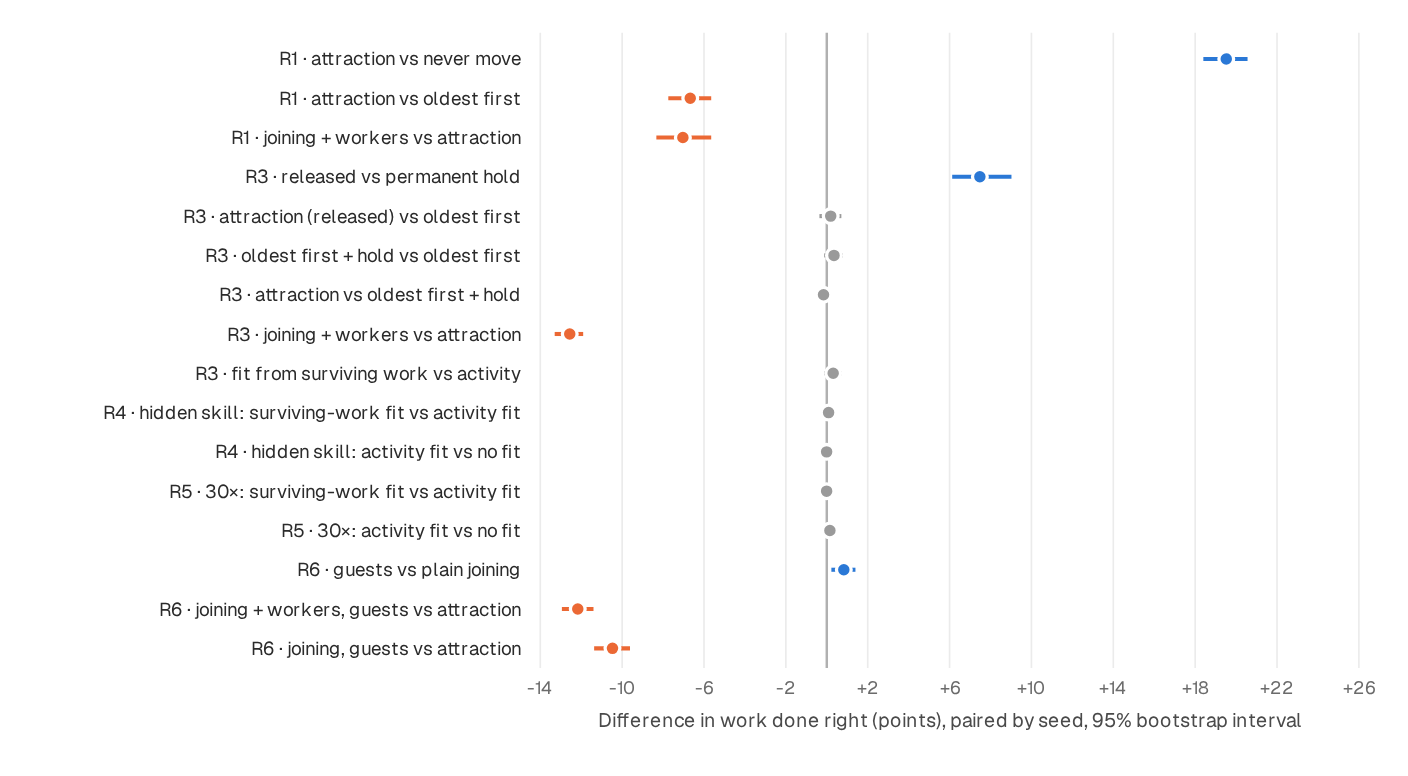 R1 · attraction vs never move
R1 · attraction vs oldest first
R1 · joining + workers vs attraction
R3 · released vs permanent hold
R3 · attraction (released) vs oldest first
R3 · oldest first + hold vs oldest first
R3 · attraction vs oldest first + hold
R3 · joining + workers vs attraction
R3 · fit from surviving work vs activity
R4 · hidden skill: surviving-work fit vs activity fit
R4 · hidden skill: activity fit vs no fit
R5 · 30×: surviving-work fit vs activity fit
R5 · 30×: activity fit vs no fit
R6 · guests vs plain joining
R6 · joining + workers, guests vs attraction
R6 · joining, guests vs attraction
-14 -10 -6 -2 +2 +6 +10 +14 +18 +22 +26
Difference in work done right (points), paired by seed, 95% bootstrap interval